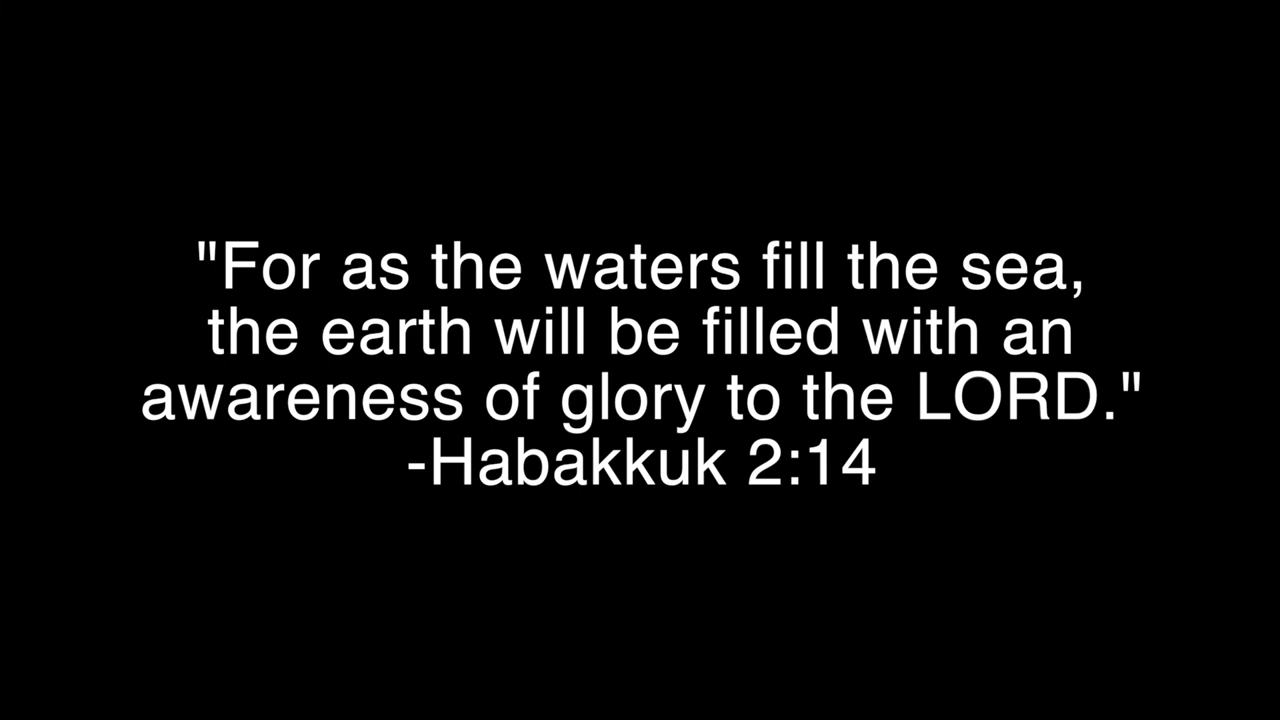 "For as the waters fill the sea,
the earth will be filled with an
awareness of glory to the LORD."
-Habakkuk 2:14